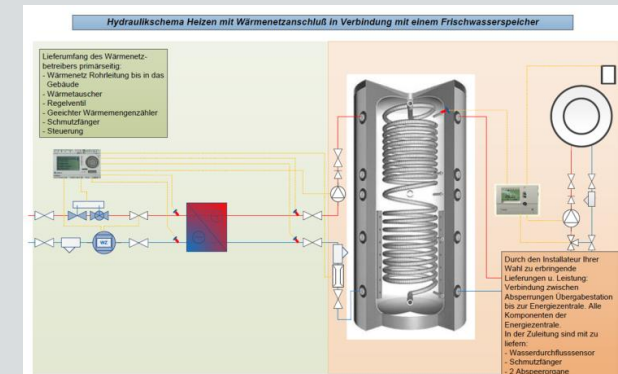 Hydraulikschema Heizen mit Wärmenetzanschluß in Verbindung mit einem Frischwasserspeicher
Lieferumfang des Wärmenetz-
betreibers primärseitig:
- Wärmenetz Rohrleitung bis in das
Gebäude
- Wärmetauscher
- Regelventil
- Geeichter Wärmemengenzähler
- Schmutzfänger
- Steuerung
WZ
Durch den Installateur Ihrer
Wahl zu erbringende
Lieferungen u. Leistung:
Verbindung zwischen
Absperrungen Übergabestation
bis zur Energiezentrale. Alle
Komponenten der
Energiezentrale.
In der Zuleitung sind mit zu
liefern:
- Wasserdurchflusssensor
- Schmutzfänger
- 2 Abspeerorgane